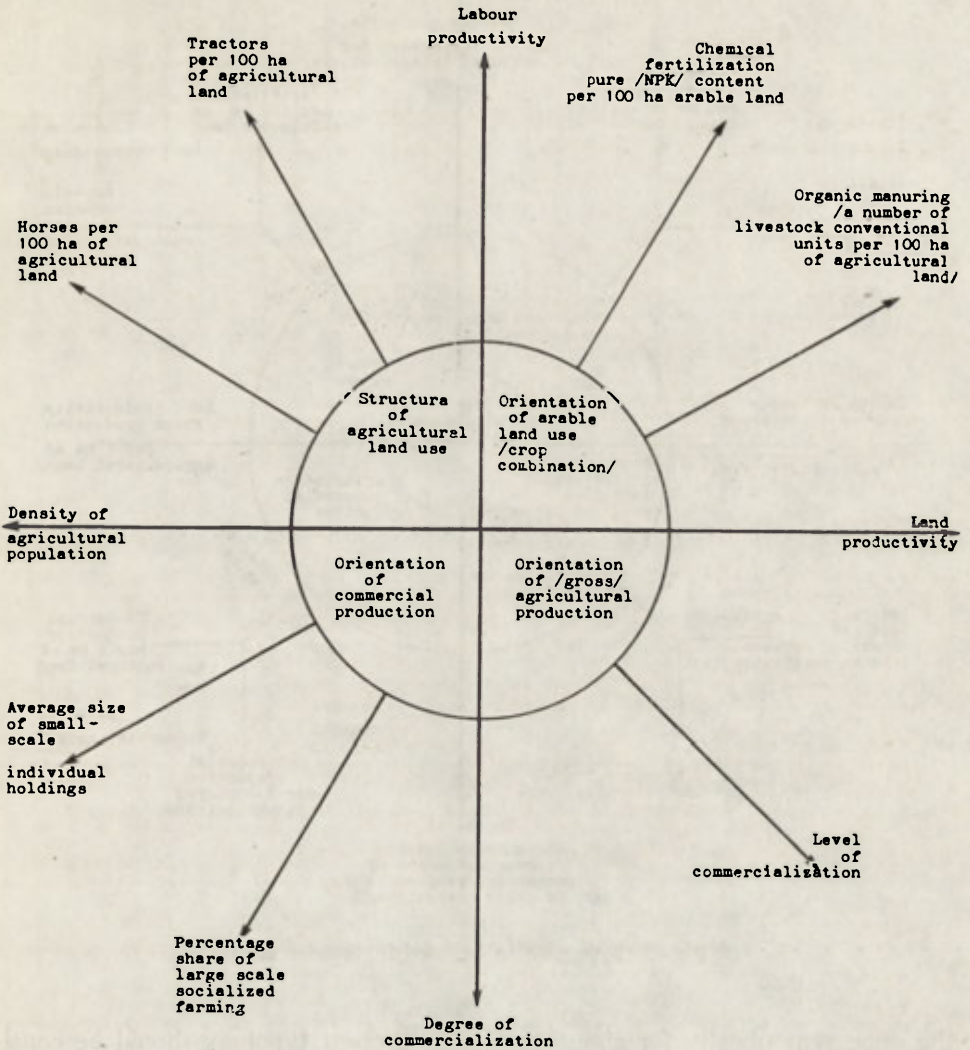 Labour
productivity
Tractors
per 100 ha
of agricultural
land
Chemical
fertilization
pure /NPK/ content
per 100 ha arable land
Horses per
100 ha of
agricultural
land
Organic manuring
/a number of
livestock conventional
units per 100 ha
of agricultural
land/
Structura
of
agricultural
land use
Orientation
of arable
land use
/crop
combination/
Density of
agricultural
population
Land
productivity
Orientation
of
commercial
production
Orientation
of /gross/
agricultural
production
Average size
of small-
scale
individual
holdings
Level
of
commercialization
Percentage
share of
large scale
socialized
farming
Degree of
commercialization